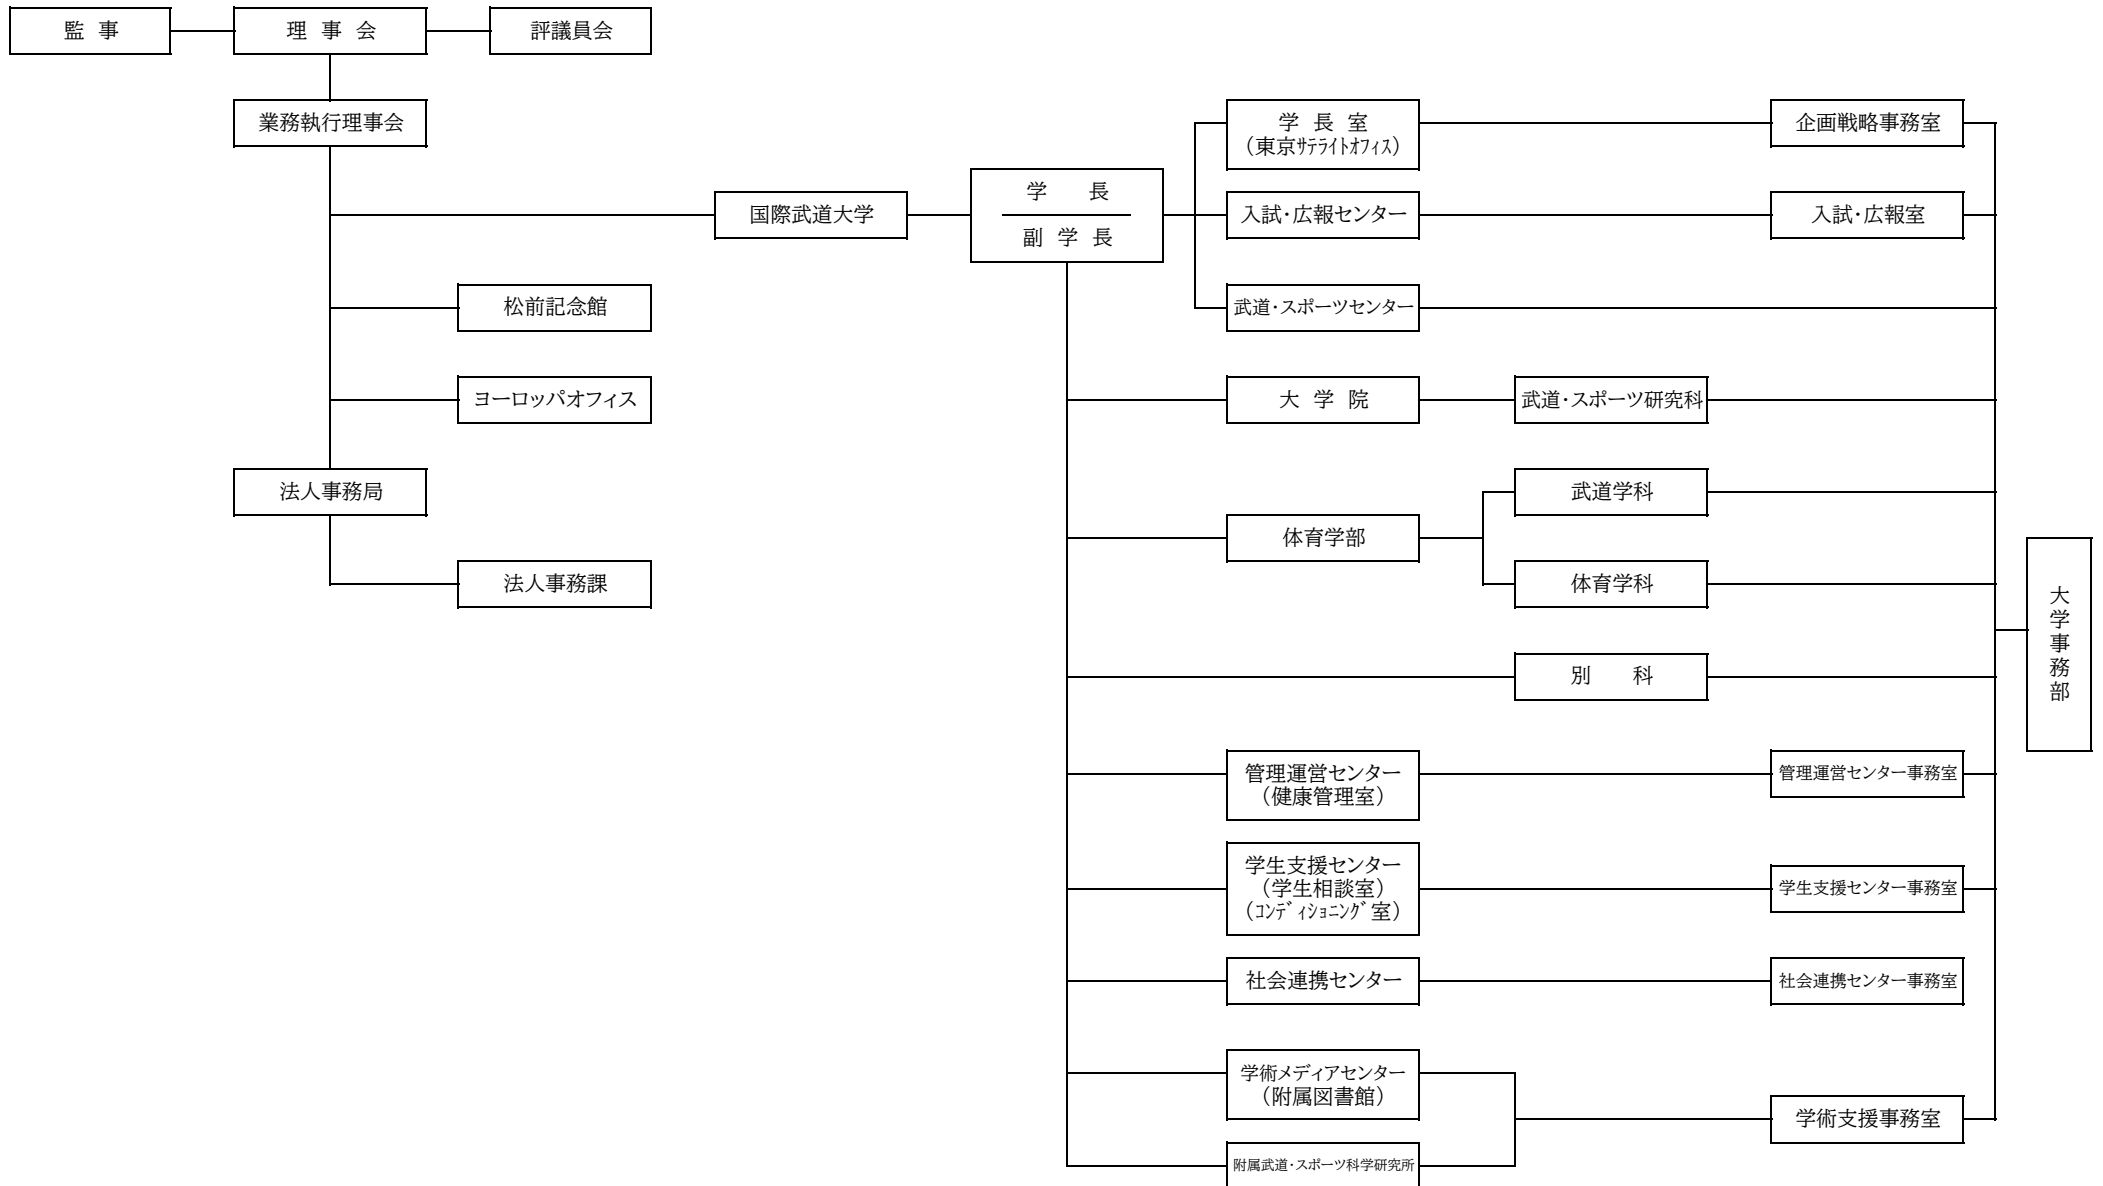 監 事
理 事 会
評議員会
業務執行理事会
学 長 室
(東京ｻﾃﾗｲﾄｵﾌｨｽ)
企画戦略事務室
国際武道大学
学 長
副 学 長
入試・広報センター
入試・広報室
松前記念館
武道・スポーツセンター
ヨーロッパオフィス
大 学 院
武道・スポーツ研究科
法人事務局
武道学科
体育学部
法人事務課
体育学科
大学事務部
別 科
管理運営センター
(健康管理室)
管理運営センター事務室
学生支援センター
(学生相談室)
(ｺﾝﾃﾞｨｼｮﾆﾝｸﾞ室)
学生支援センター事務室
社会連携センター
社会連携センター事務室
学術メディアセンター
(附属図書館)
学術支援事務室
附属武道・スポーツ科学研究所